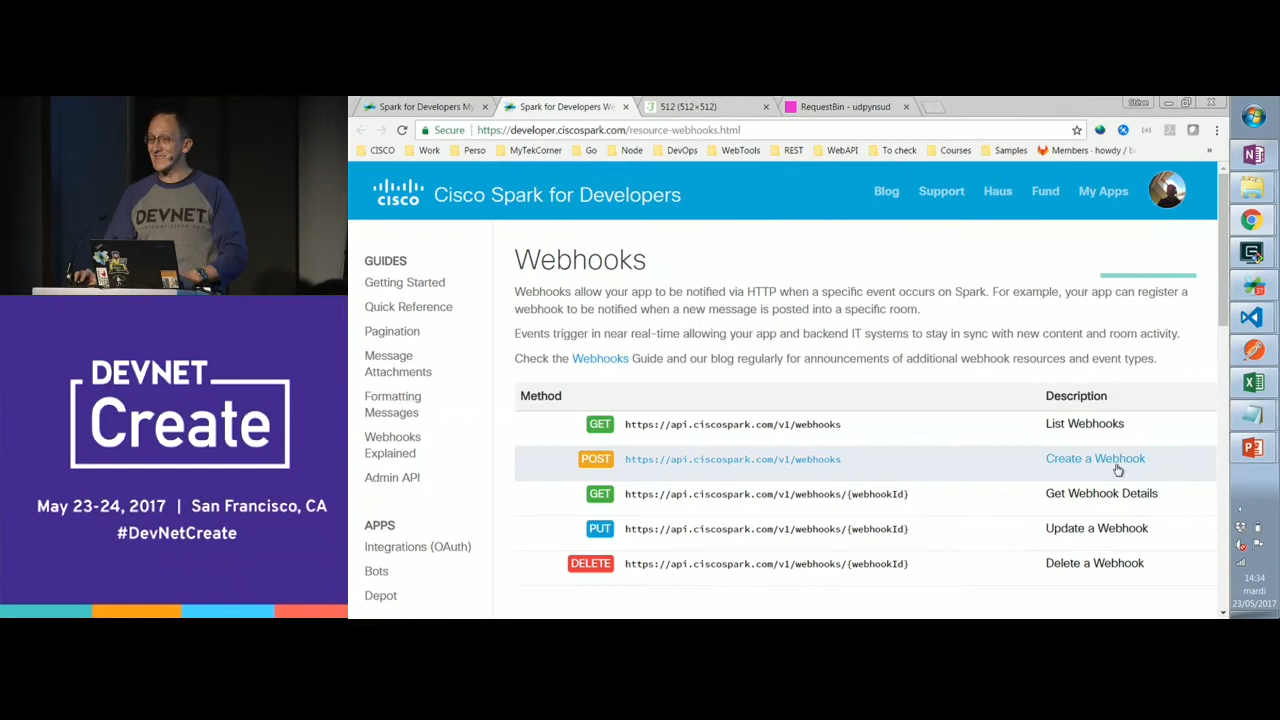 DEVNET
DEVNET
Create
May 23-24, 2017 | San Francisco, CA
#DevNetCreate
Spark for Developers My
Spark for Developers We
512 (512×512)
RequestBin - udpynsud
Steve
Secure
https://developer.ciscospark.com/resource-webhooks.html
CISCO
Work
Perso
MyTekCorner
Go
Node
DevOps
WebTools
REST
WebAPI
To check
Courses
Samples
Members - howdy / b
»
cisco
Cisco Spark for Developers
Blog
Support
Haus
Fund
My Apps
GUIDES
Getting Started
Quick Reference
Pagination
Message
Attachments
Formatting
Messages
Webhooks
Explained
Admin API
APPS
Integrations (OAuth)
Bots
Depot
Webhooks
Webhooks allow your app to be notified via HTTP when a specific event occurs on Spark. For example, your app can register a
webhook to be notified when a new message is posted into a specific room.
Events trigger in near real-time allowing your app and backend IT systems to stay in sync with new content and room activity.
Check the Webhooks Guide and our blog regularly for announcements of additional webhook resources and event types.
Method Description
GET https://api.ciscospark.com/v1/webhooks List Webhooks
POST https://api.ciscospark.com/v1/webhooks Create a Webhook
GET https://api.ciscospark.com/v1/webhooks/{webhookId} Get Webhook Details
PUT https://api.ciscospark.com/v1/webhooks/{webhookId} Update a Webhook
DELETE https://api.ciscospark.com/v1/webhooks/{webhookId} Delete a Webhook
37
14:34
mardi
23/05/2017